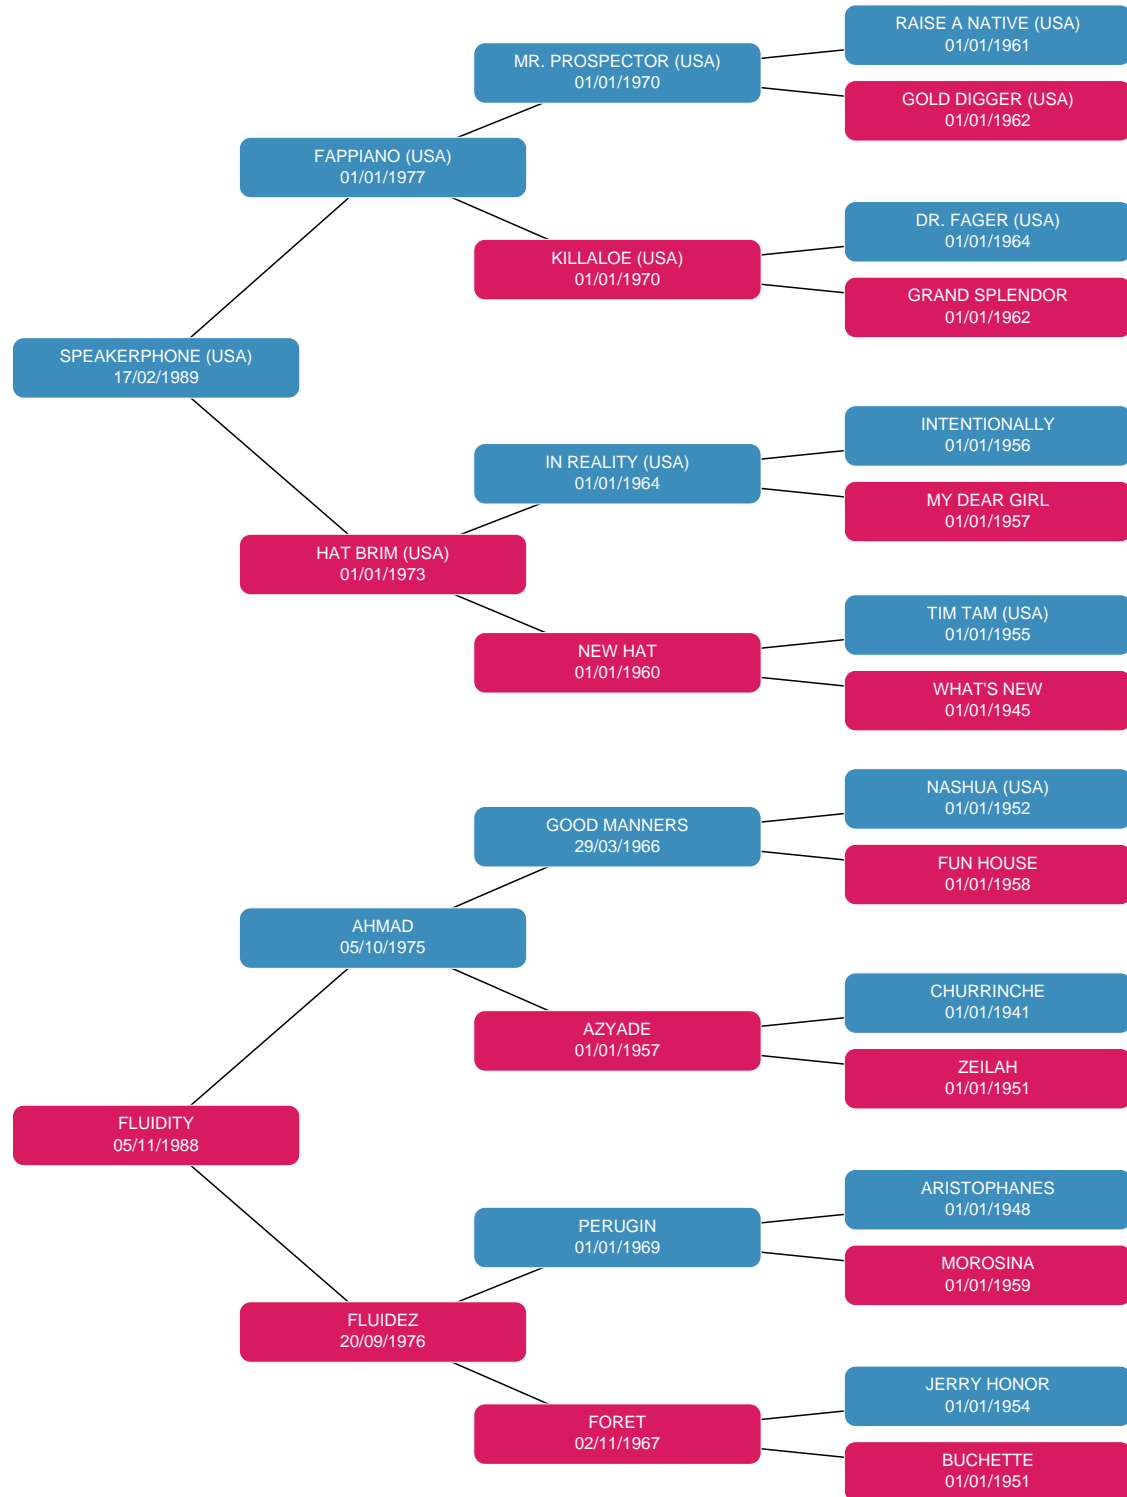 RAISE A NATIVE (USA)
01/01/1961
MR. PROSPECTOR (USA)
01/01/1970
GOLD DIGGER (USA)
01/01/1962
FAPPIANO (USA)
01/01/1977
DR. FAGER (USA)
01/01/1964
KILLALOE (USA)
01/01/1970
GRAND SPLENDOR
01/01/1962
SPEAKERPHONE (USA)
17/02/1989
INTENTIONALLY
01/01/1956
IN REALITY (USA)
01/01/1964
MY DEAR GIRL
01/01/1957
HAT BRIM (USA)
01/01/1973
TIM TAM (USA)
01/01/1955
NEW HAT
01/01/1960
WHAT'S NEW
01/01/1945
NASHUA (USA)
01/01/1952
GOOD MANNERS
29/03/1966
FUN HOUSE
01/01/1958
AHMAD
05/10/1975
CHURRINCHE
01/01/1941
AZYADE
01/01/1957
ZEILAH
01/01/1951
FLUIDITY
05/11/1988
ARISTOPHANES
01/01/1948
PERUGIN
01/01/1969
MOROSINA
01/01/1959
FLUIDEZ
20/09/1976
JERRY HONOR
01/01/1954
FORET
02/11/1967
BUCHETTE
01/01/1951